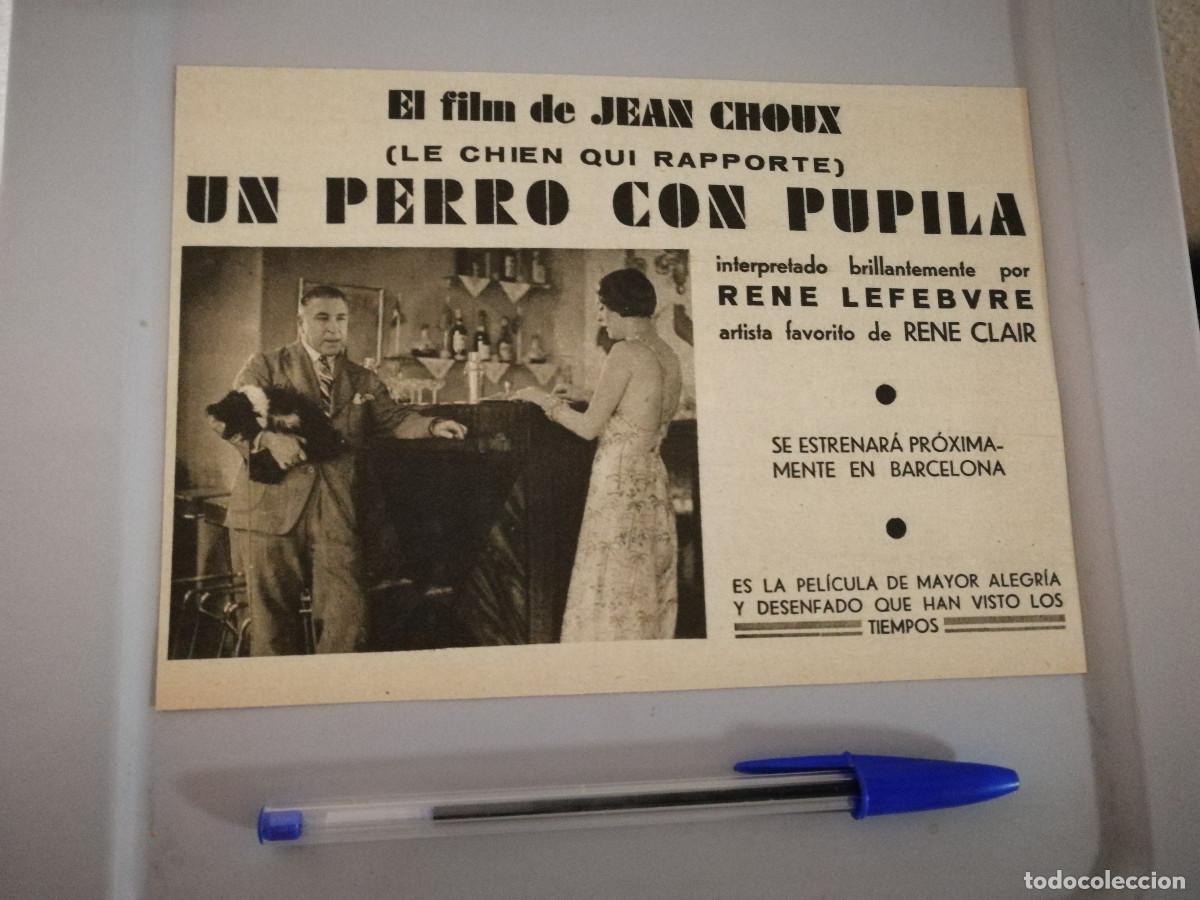 El film de JEAN CHOUX
(LE CHIEN QUI RAPPORTE)
UN PERRO CON PUPILA
interpretado brillantemente por
RENE LEFEBVRE
artista favorito de RENE CLAIR
SE ESTRENARÁ PRÓXIMA-
MENTE EN BARCELONA
ES LA PELÍCULA DE MAYOR ALEGRÍA
Y DESENFADO QUE HAN VISTO LOS
TIEMPOS
todocoleccion